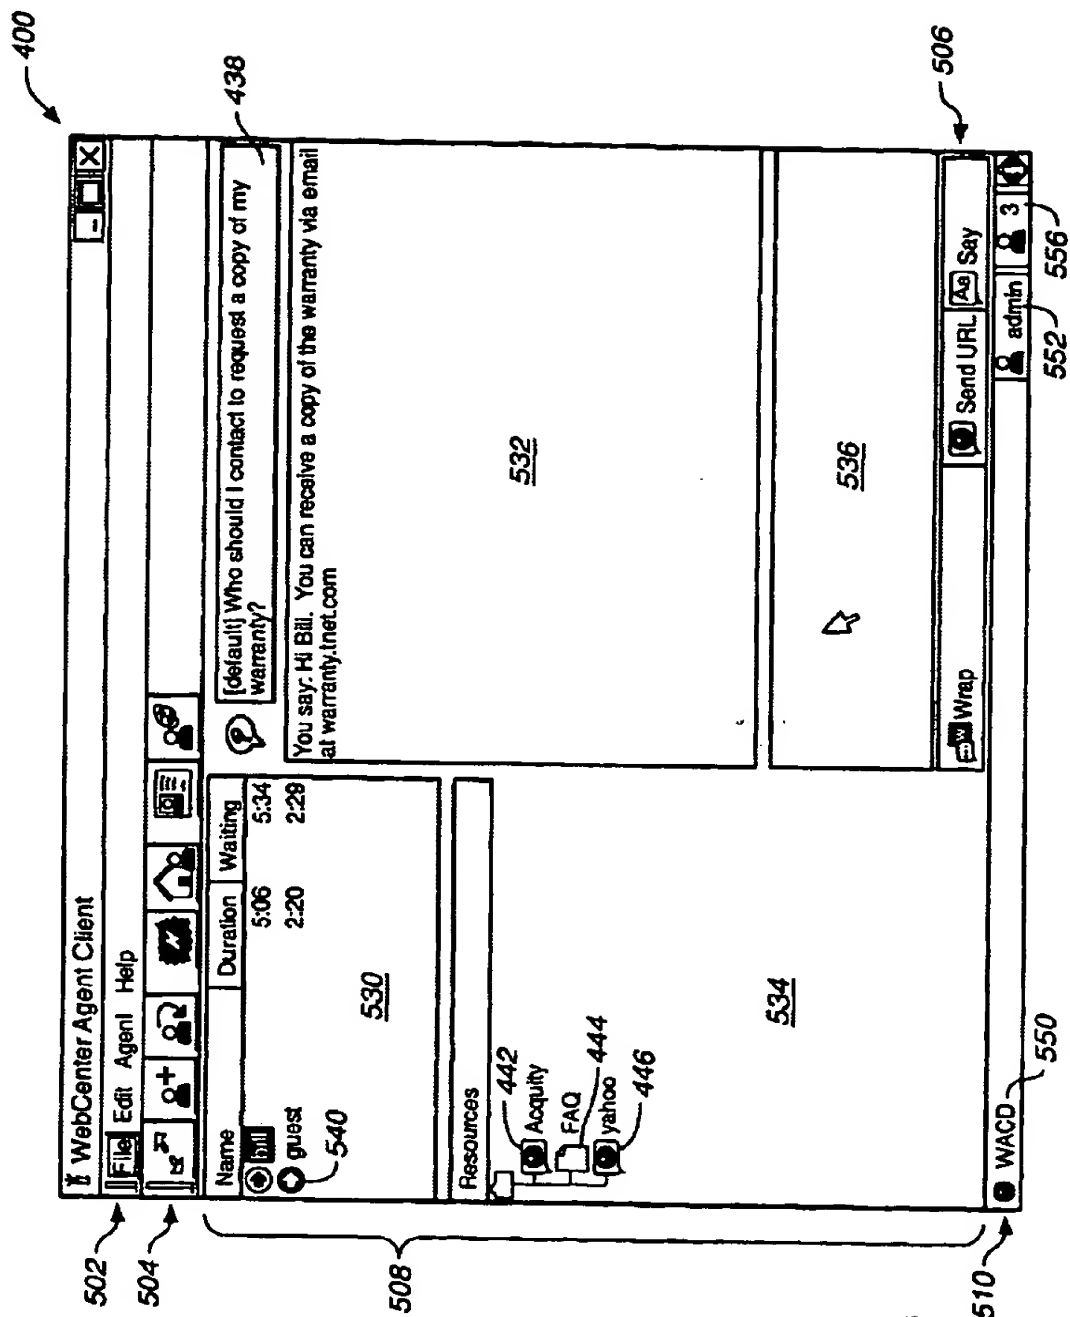 400
WebCenter Agent Client
502
File Edit Agent Help
504
Name Duration Waiting
bill 5:06 5:34
guest 2:20 2:29
540
530
[default] Who should I contact to request a copy of my
warranty?
438
You say: Hi Bill. You can receive a copy of the warranty via email
at warranty.tnet.com
532
508
Resources
442
Acquity
FAQ
444
yahoo
446
534
536
Wrap Send URL Aa Say
506
510
WACD
550
admin
552
3
556